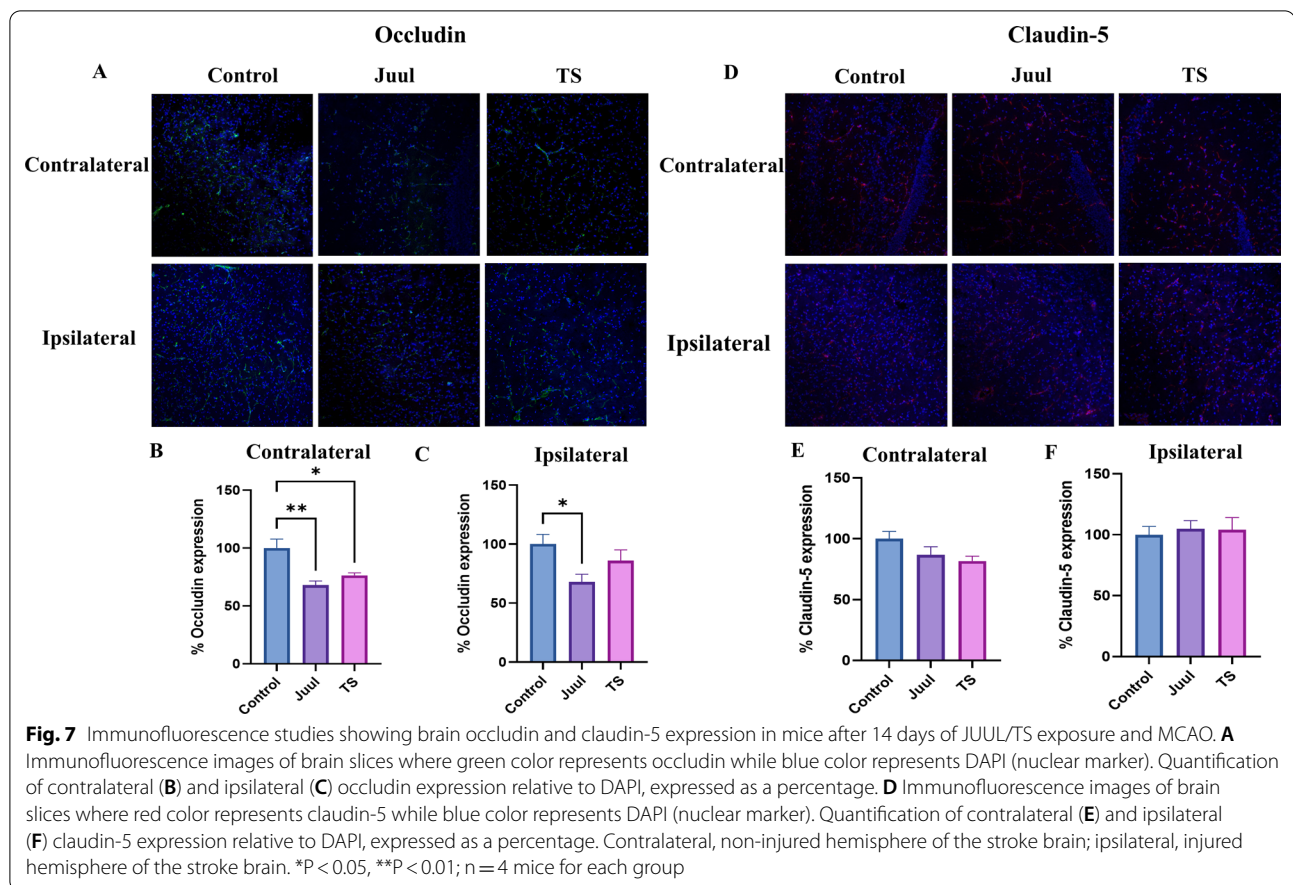 Occludin
A
Control
Juul
TS
Contralateral
Ipsilateral
Claudin-5
D
Control
Juul
TS
Contralateral
Ipsilateral
B
Contralateral
% Occludin expression
150
100
50
0
**
*
Control
Juul
TS
C
Ipsilateral
% Occludin expression
150
100
50
0
*
Control
Juul
TS
E
Contralateral
% Claudin-5 expression
150
100
50
0
Control
Juul
TS
F
Ipsilateral
% Claudin-5 expression
150
100
50
0
Control
Juul
TS
Fig. 7 Immunofluorescence studies showing brain occludin and claudin-5 expression in mice after 14 days of JUUL/TS exposure and MCAO. A
Immunofluorescence images of brain slices where green color represents occludin while blue color represents DAPI (nuclear marker). Quantification
of contralateral (B) and ipsilateral (C) occludin expression relative to DAPI, expressed as a percentage. D Immunofluorescence images of brain
slices where red color represents claudin-5 while blue color represents DAPI (nuclear marker). Quantification of contralateral (E) and ipsilateral
(F) claudin-5 expression relative to DAPI, expressed as a percentage. Contralateral, non-injured hemisphere of the stroke brain; ipsilateral, injured
hemisphere of the stroke brain. *P < 0.05, **P < 0.01; n = 4 mice for each group